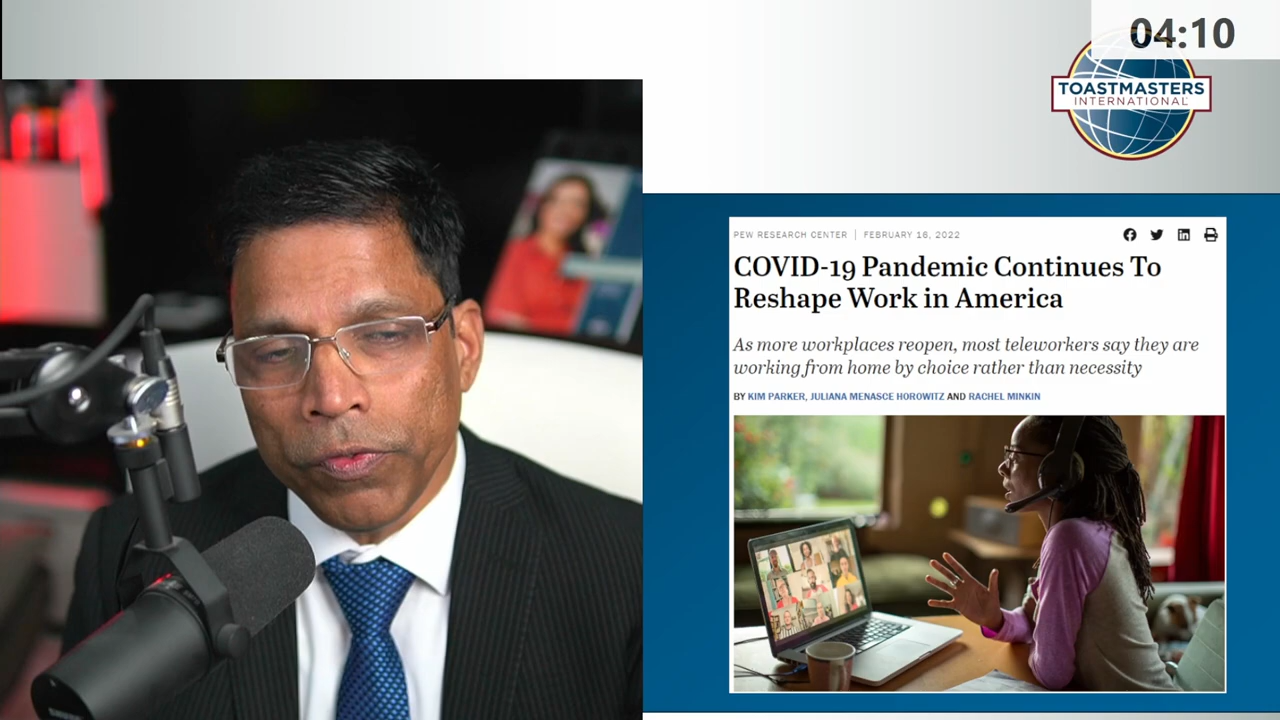 04:10
TOASTMASTERS
INTERNATIONAL
PEW RESEARCH CENTER | FEBRUARY 16, 2022
COVID-19 Pandemic Continues To
Reshape Work in America
As more workplaces reopen, most teleworkers say they are
working from home by choice rather than necessity
BY KIM PARKER, JULIANA MENASCE HOROWITZ AND RACHEL MINKIN